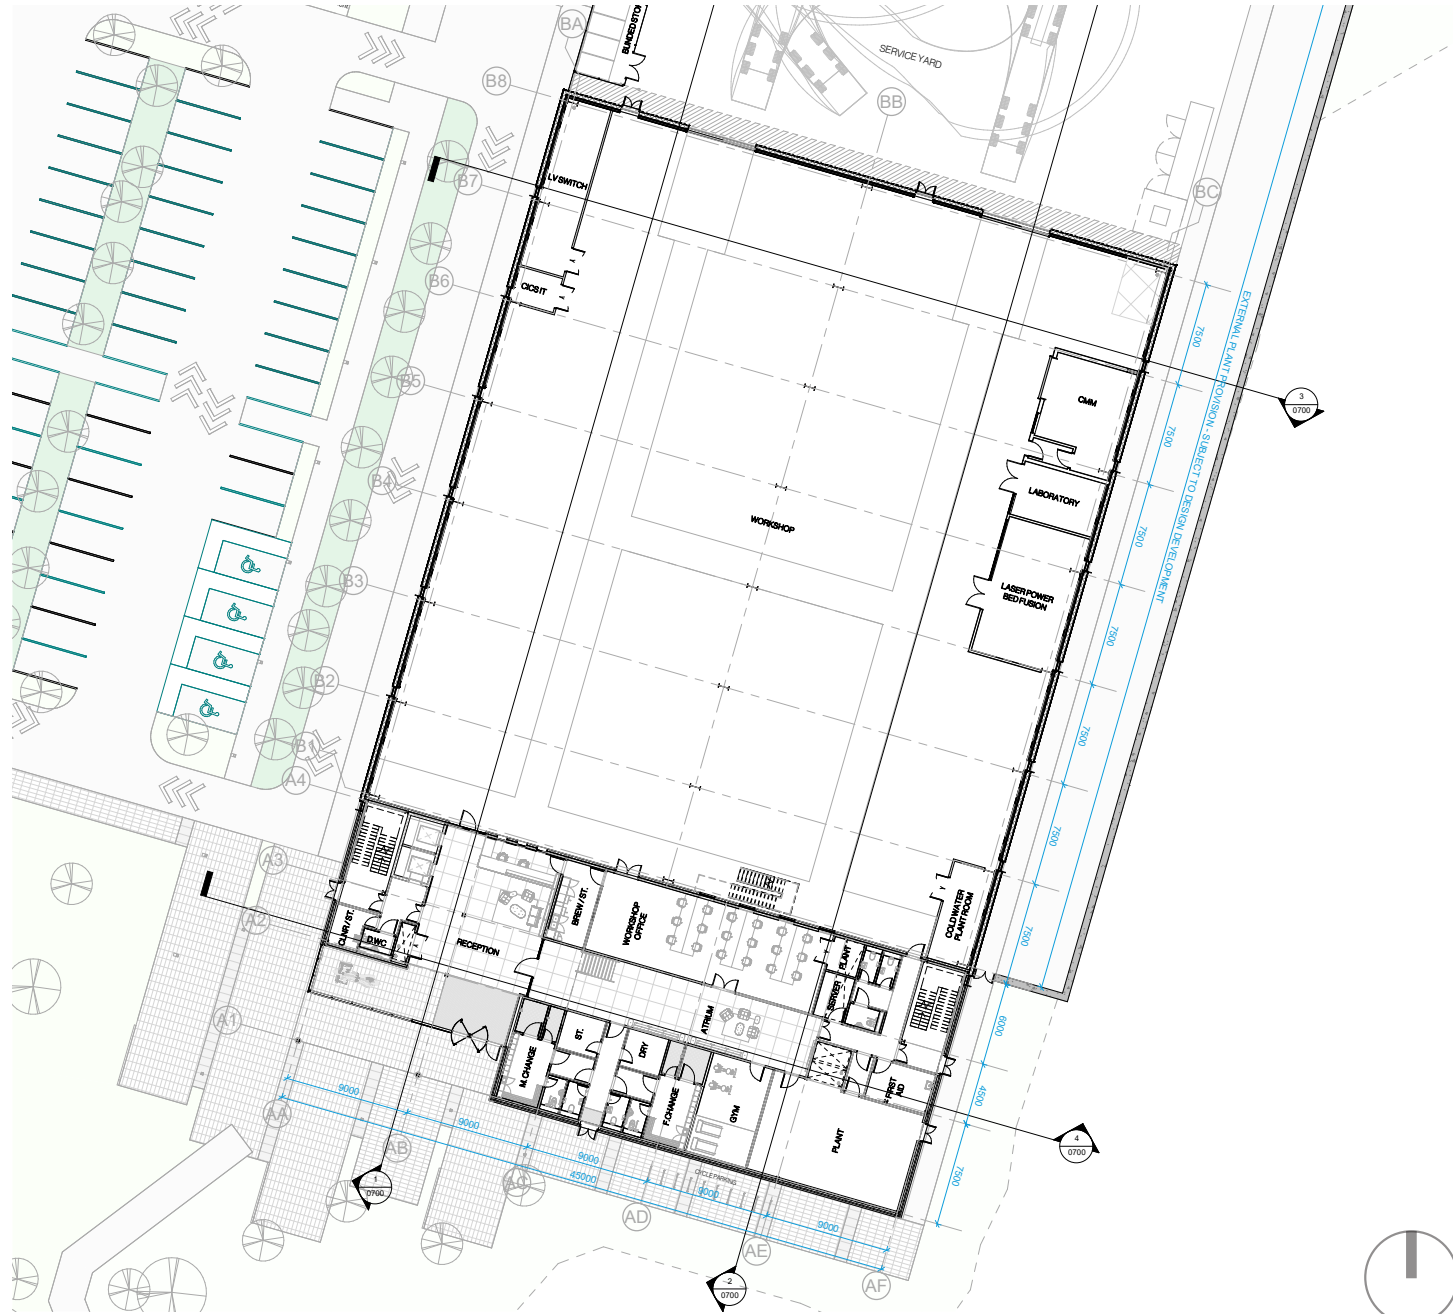 BA
BUNDED STO
SERVICE YARD
B8
BB
B7
LV SWITCH
BC
B6
CICS IT
EXTERNAL PLANT PROVISION - SUBJECT TO DESIGN DEVELOPMENT
7500
B5
CMM
3
0700
7500
B4
LABORATORY
WORKSHOP
7500
B3
LASER POWER
BED FUSION
7500
B2
7500
B1
A4
7500
A3
A2
CLNR / ST.
D.WC
RECEPTION
BREW / ST.
WORKSHOP
OFFICE
COLD WATER
PLANT ROOM
7500
PLANT
SERVER
A1
ATRIUM
6000
ST.
DRY
M. CHANGE
F.CHANGE
GYM
FIRST
AID
PLANT
4500
4
0700
7500
AA
9000
AB
9000
AC
9000
45000
CYCLE PARKING
9000
9000
AD
AE
AF
1
0700
2
0700